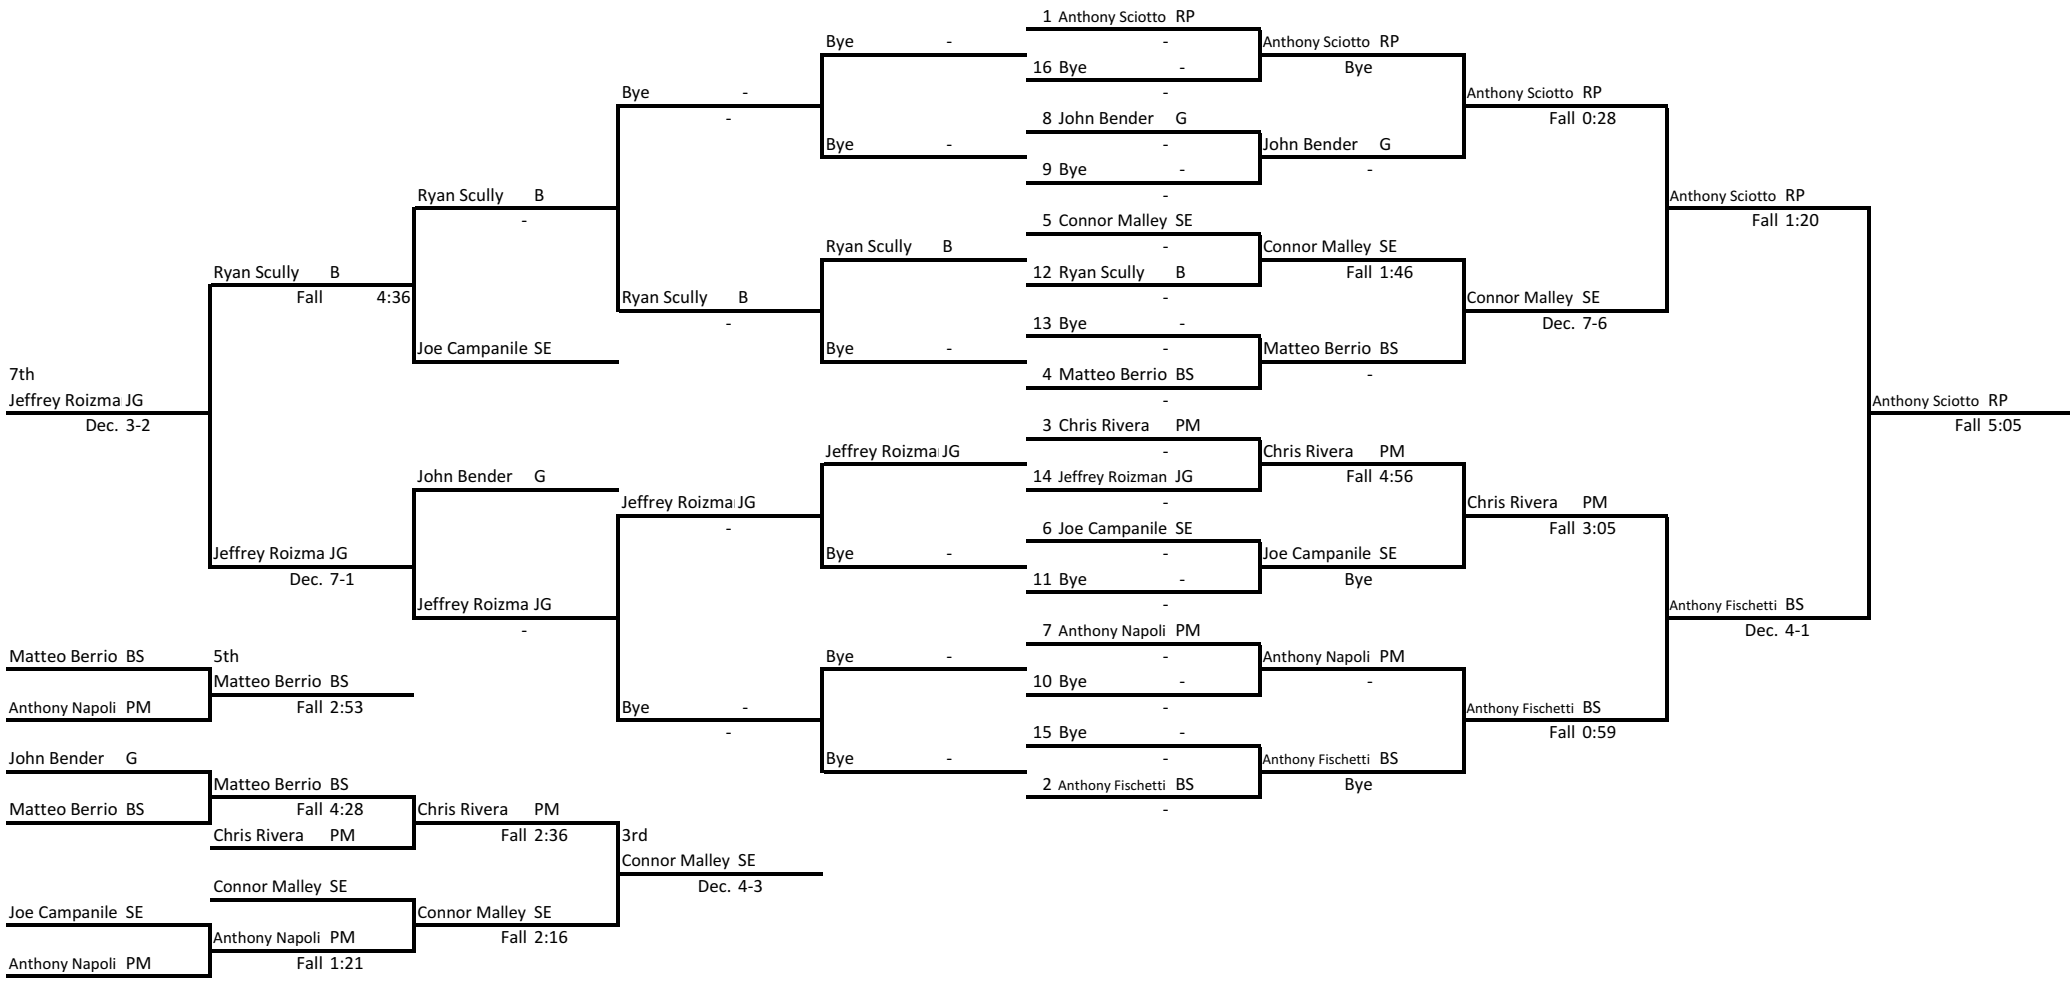 1 Anthony Sciotto RP
Bye -
-
Anthony Sciotto RP
16 Bye -
Bye
Bye -
-
Anthony Sciotto RP
-
8 John Bender G
Fall 0:28
Bye -
-
John Bender G
9 Bye -
-
Ryan Scully B
-
Anthony Sciotto RP
-
5 Connor Malley SE
Fall 1:20
Ryan Scully B
-
Connor Malley SE
Ryan Scully B
12 Ryan Scully B
Fall 1:46
Fall 4:36
Ryan Scully B
-
Connor Malley SE
-
13 Bye -
Dec. 7-6
Joe Campanile SE
Bye -
-
Matteo Berrio BS
7th
4 Matteo Berrio BS
-
Jeffrey Roizma JG
-
Anthony Sciotto RP
Dec. 3-2
3 Chris Rivera PM
Fall 5:05
Jeffrey Roizma JG
-
Chris Rivera PM
John Bender G
14 Jeffrey Roizman JG
Fall 4:56
Jeffrey Roizma JG
-
Chris Rivera PM
-
6 Joe Campanile SE
Fall 3:05
Jeffrey Roizma JG
Bye -
-
Joe Campanile SE
Dec. 7-1
11 Bye -
Bye
Jeffrey Roizma JG
-
Anthony Fischetti BS
-
7 Anthony Napoli PM
Dec. 4-1
Matteo Berrio BS
5th
Bye -
-
Anthony Napoli PM
Matteo Berrio BS
10 Bye -
-
Anthony Napoli PM
Fall 2:53
Bye -
-
Anthony Fischetti BS
-
15 Bye -
Fall 0:59
John Bender G
Bye -
-
Anthony Fischetti BS
Matteo Berrio BS
2 Anthony Fischetti BS
Bye
Matteo Berrio BS
Fall 4:28
Chris Rivera PM
-
Chris Rivera PM
Fall 2:36
3rd
Connor Malley SE
Connor Malley SE
Dec. 4-3
Joe Campanile SE
Connor Malley SE
Anthony Napoli PM
Fall 2:16
Anthony Napoli PM
Fall 1:21